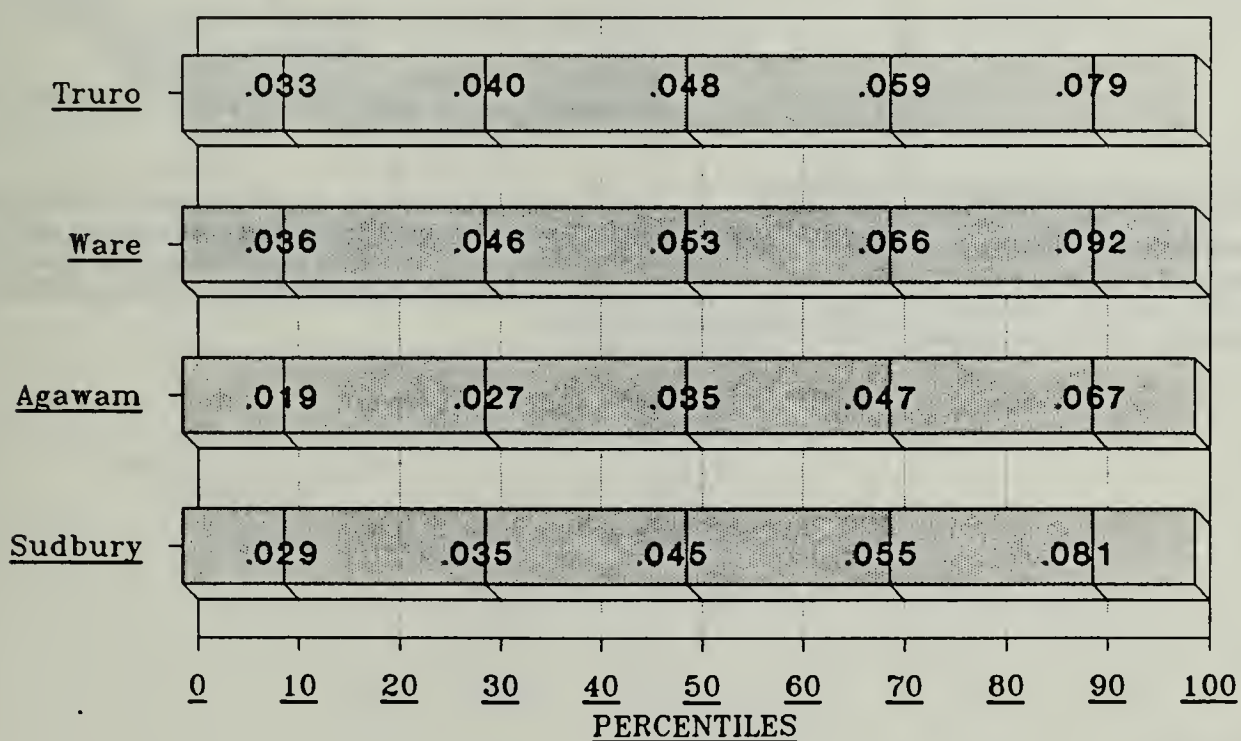 Truro .033 .040 .048 .059 .079
Ware .036 .046 .053 .066 .092
Agawam .019 .027 .035 .047 .067
Sudbury .029 .035 .045 .055 .081
0 10 20 30 40 50 60 70 80 90 100
PERCENTILES